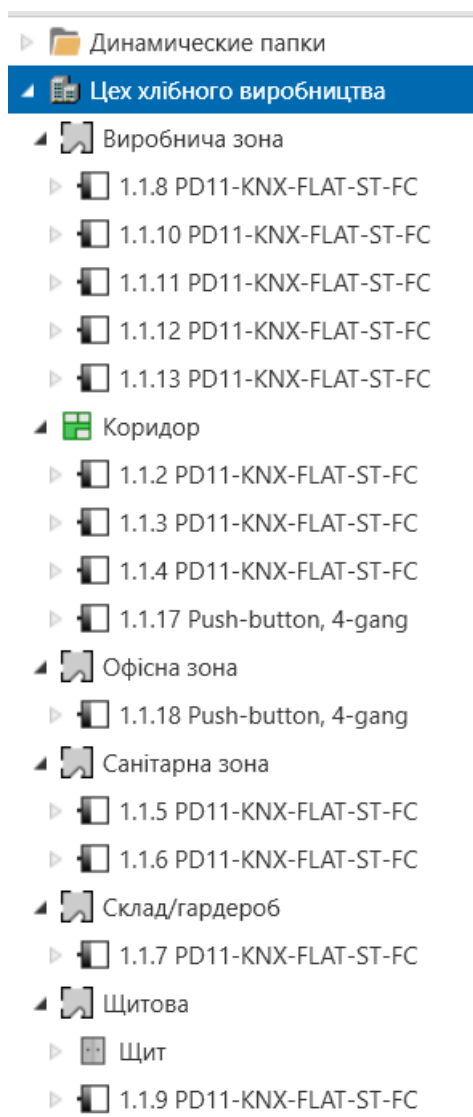 Динамические папки
Цех хлібного виробництва
Виробнича зона
1.1.8 PD11-KNX-FLAT-ST-FC
1.1.10 PD11-KNX-FLAT-ST-FC
1.1.11 PD11-KNX-FLAT-ST-FC
1.1.12 PD11-KNX-FLAT-ST-FC
1.1.13 PD11-KNX-FLAT-ST-FC
Коридор
1.1.2 PD11-KNX-FLAT-ST-FC
1.1.3 PD11-KNX-FLAT-ST-FC
1.1.4 PD11-KNX-FLAT-ST-FC
1.1.17 Push-button, 4-gang
Офісна зона
1.1.18 Push-button, 4-gang
Санітарна зона
1.1.5 PD11-KNX-FLAT-ST-FC
1.1.6 PD11-KNX-FLAT-ST-FC
Склад/гардероб
1.1.7 PD11-KNX-FLAT-ST-FC
Щитова
Щит
1.1.9 PD11-KNX-FLAT-ST-FC